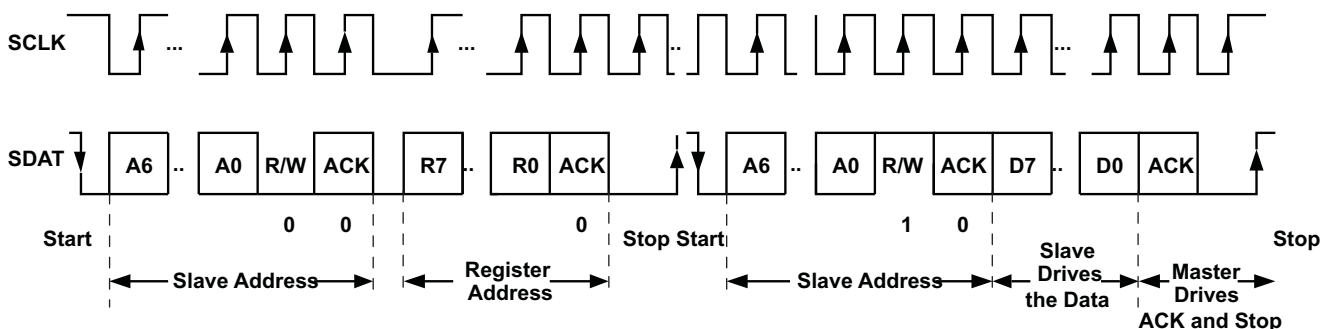 SCLK ... ... .. ...
SDAT A6 .. A0 R/W ACK R7 .. R0 ACK A6 .. A0 R/W ACK D7 .. D0 ACK
0 0 0 1 0
Start Stop Start Stop
Slave Address
Register
Address
Slave Address
Slave
Drives
the Data
Master
Drives
ACK and Stop